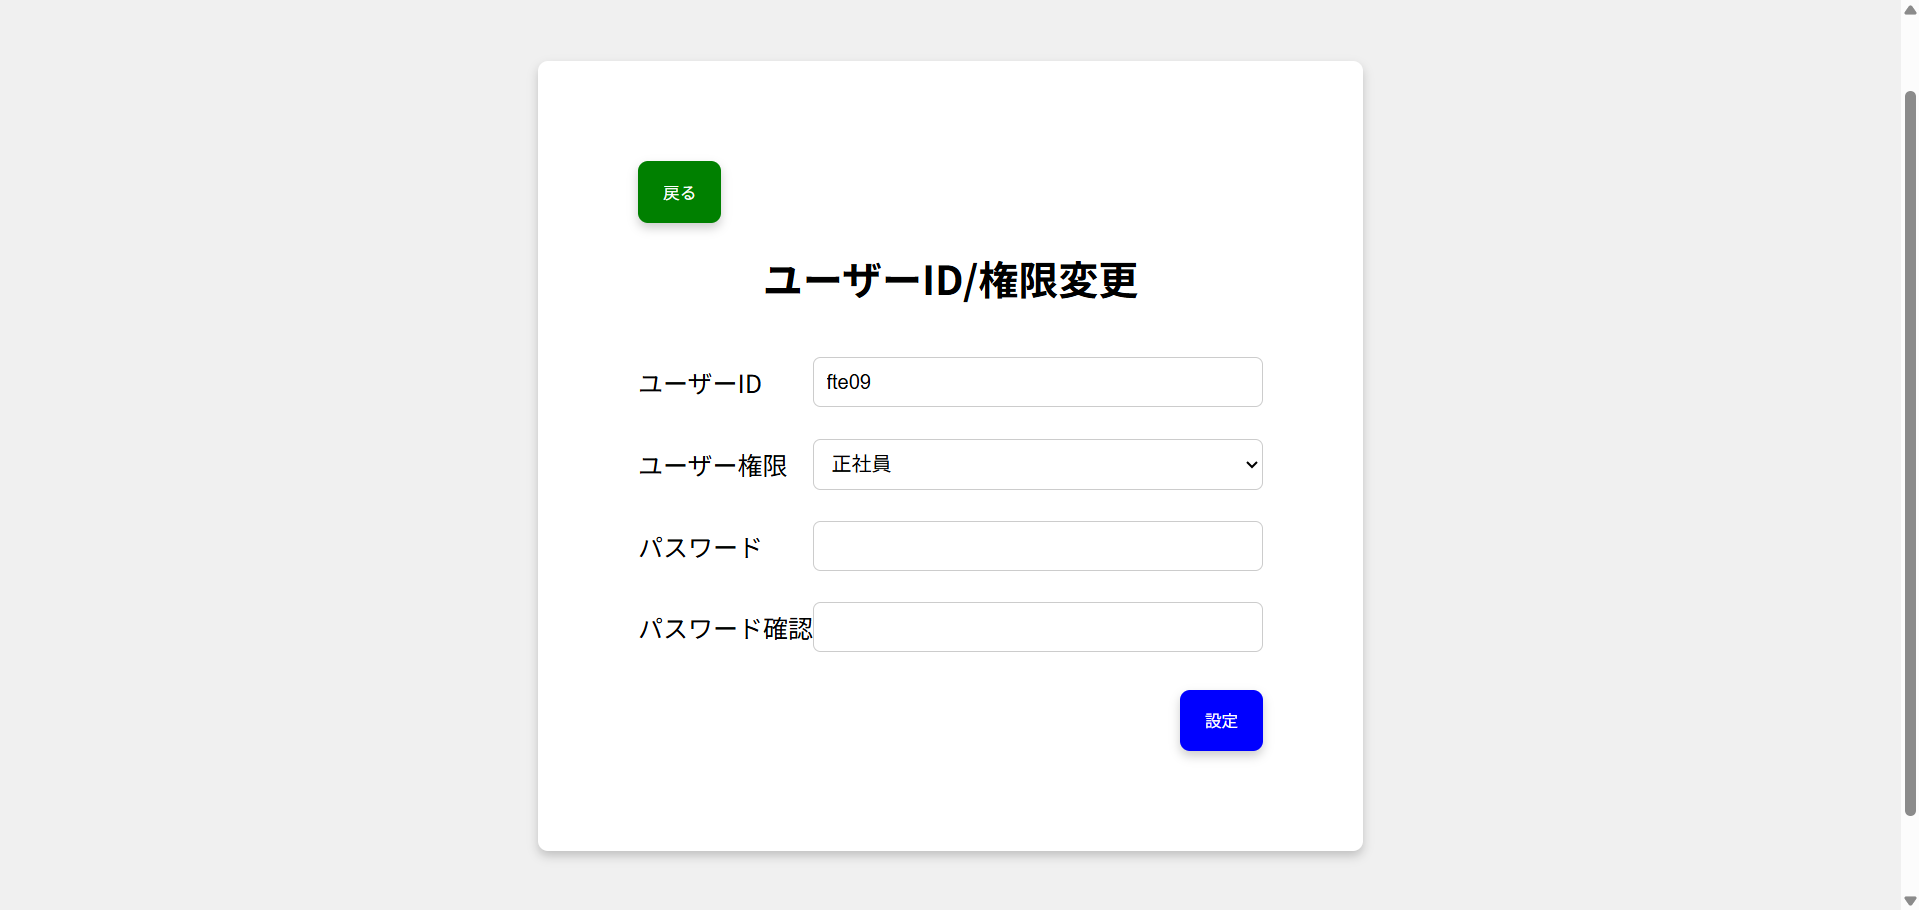 戻る
ユーザーID/権限変更
ユーザーID
fte09
ユーザー権限
正社員
パスワード
パスワード確認
設定